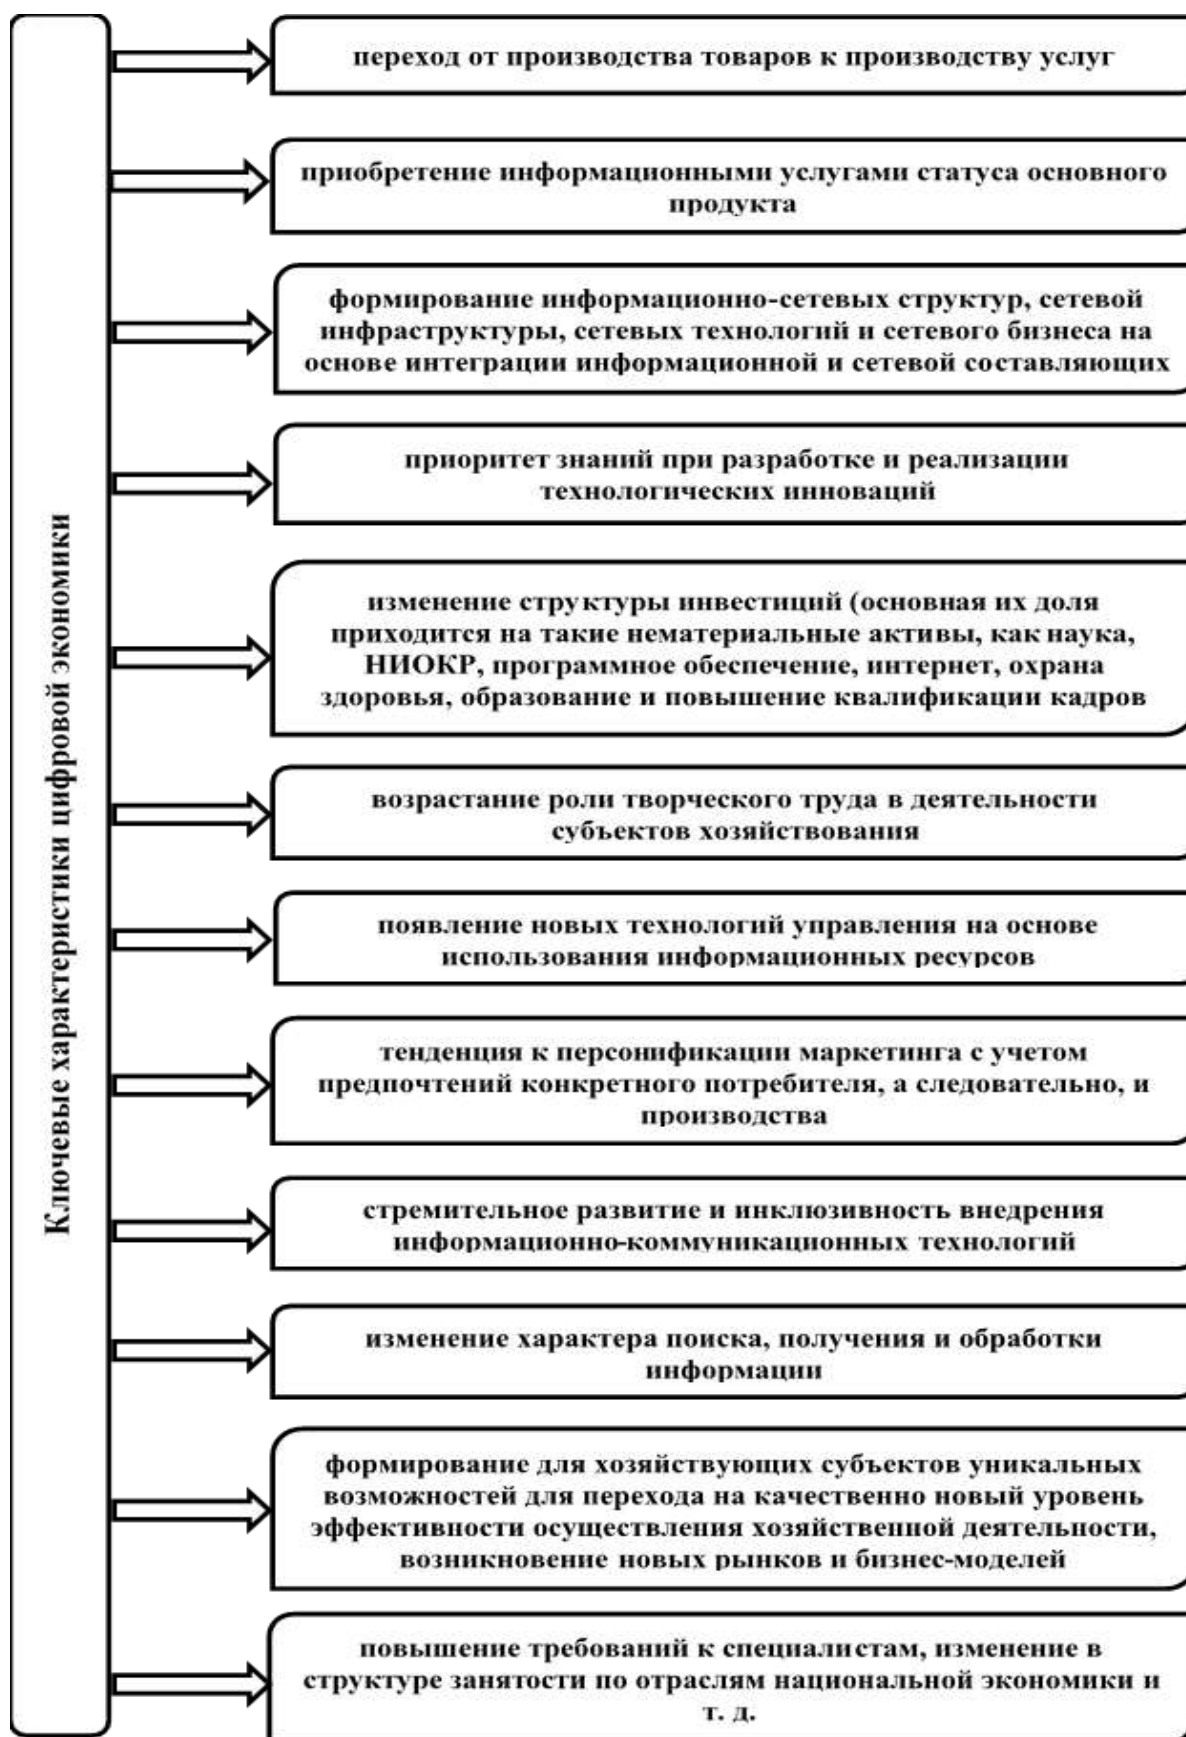 Ключевые характеристики цифровой экономики
переход от производства товаров к производству услуг
приобретение информационными услугами статуса основного
продукта
формирование информационно-сетевых структур, сетевой
инфраструктуры, сетевых технологий и сетевого бизнеса на
основе интеграции информационной и сетевой составляющих
приоритет знаний при разработке и реализации
технологических инноваций
изменение структуры инвестиций (основная их доля
приходится на такие нематериальные активы, как наука,
НИОКР, программное обеспечение, интернет, охрана
здоровья, образование и повышение квалификации кадров
возрастание роли творческого труда в деятельности
субъектов хозяйствования
появление новых технологий управления на основе
использования информационных ресурсов
тенденция к персонификации маркетинга с учетом
предпочтений конкретного потребителя, а следовательно, и
производства
стремительное развитие и инклюзивность внедрения
информационно-коммуникационных технологий
изменение характера поиска, получения и обработки
информации
формирование для хозяйствующих субъектов уникальных
возможностей для перехода на качественно новый уровень
эффективности осуществления хозяйственной деятельности,
возникновение новых рынков и бизнес-моделей
повышение требований к специалистам, изменение в
структуре занятости по отраслям национальной экономики и
т. д.